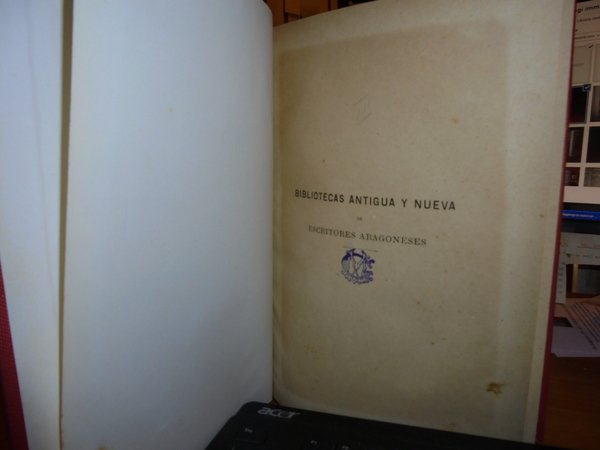 BIBLIOTECAS ANTIGUA Y NUEVA
DE
ESCRITORES ARAGONESES
acer